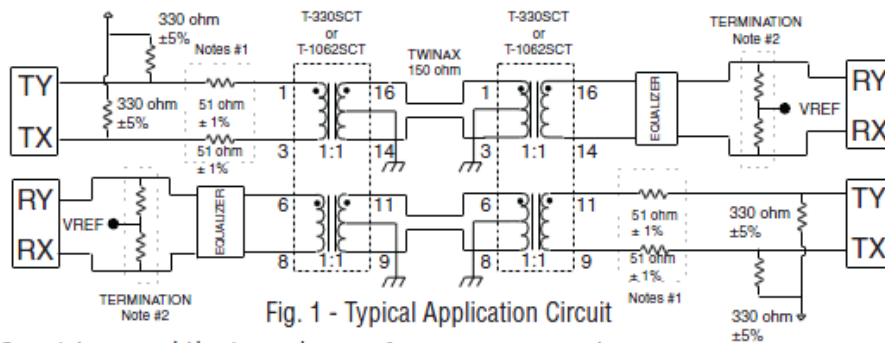 330 ohm
±5%
Notes #1
T-330SCT
or
T-1062SCT
TWINAX
150 ohm
T-330SCT
or
T-1062SCT
TERMINATION
Note #2
TY
TX
330 ohm
±5%
51 ohm
± 1%
51 ohm
± 1%
1
16
3
1:1
14
1
16
3
1:1
14
EQUALIZER
VREF
RY
RX
RY
RX
VREF
EQUALIZER
TERMINATION
Note #2
6
11
8
1:1
9
6
11
8
1:1
9
51 ohm
± 1%
51 ohm
± 1%
Notes #1
330 ohm
±5%
330 ohm
±5%
TY
TX
Fig. 1 - Typical Application Circuit